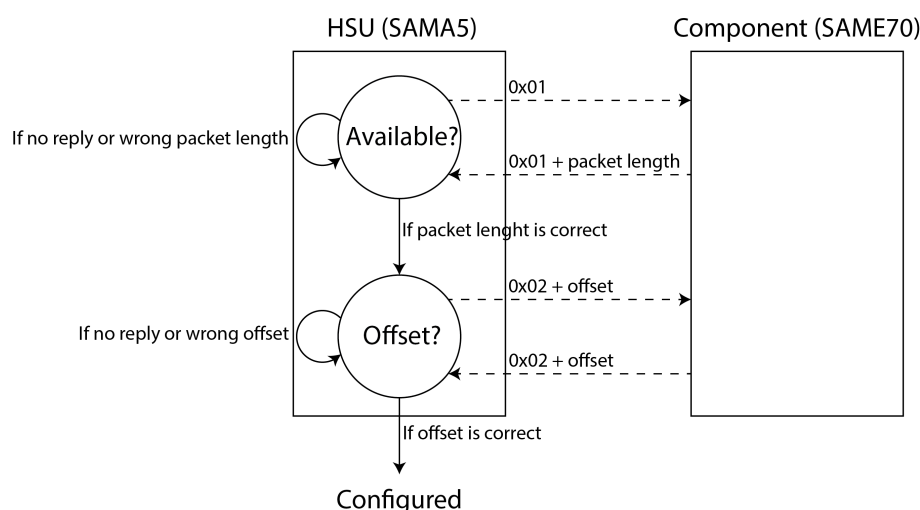 HSU (SAMA5)
Component (SAME70)
0x01
If no reply or wrong packet length
Available?
0x01 + packet length
If packet lenght is correct
0x02 + offset
If no reply or wrong offset
Offset?
0x02 + offset
If offset is correct
Configured